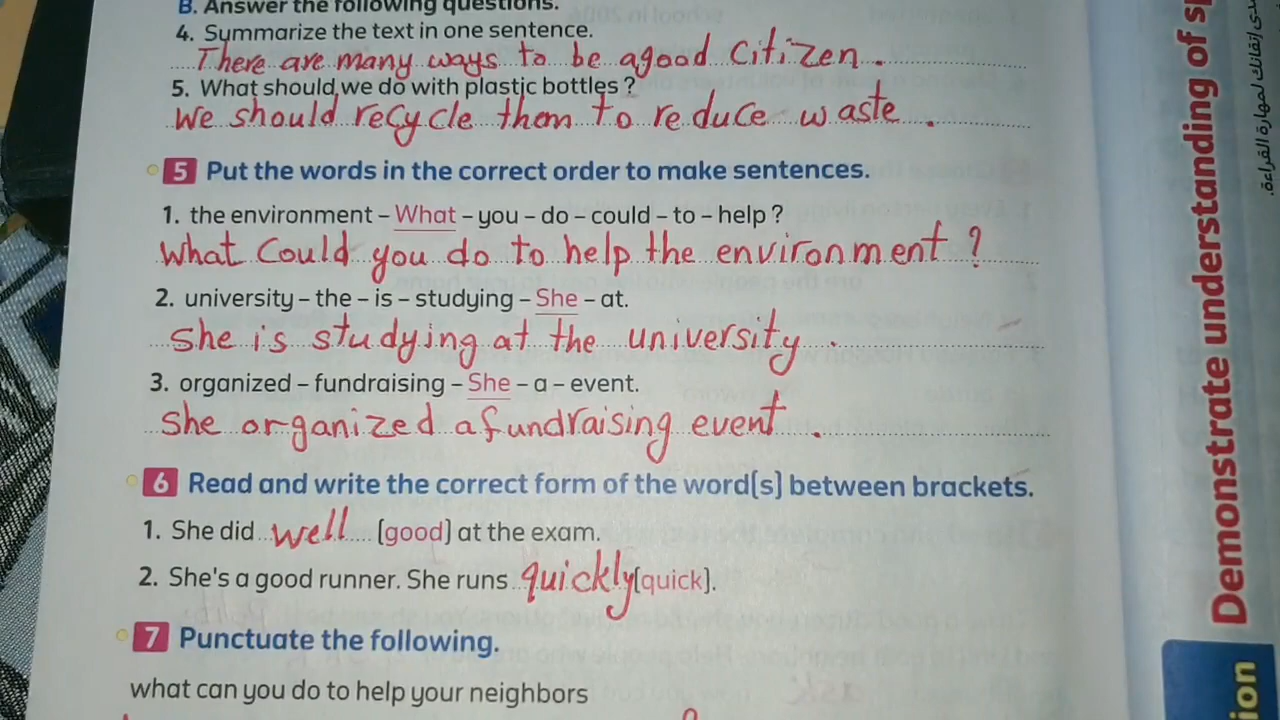 B. Answer the following questions.
4. Summarize the text in one sentence.
There are many ways to be a good citizen.
5. What should we do with plastic bottles?
We should recycle them to reduce waste.
5 Put the words in the correct order to make sentences.
1. the environment – What – you – do – could – to – help ?
What Could you do to help the environment ?
2. university – the – is – studying – She – at.
She is studying at the university.
3. organized – fundraising – She – a – event.
She organized a fundraising event.
6 Read and write the correct form of the word(s) between brackets.
1. She did well (good) at the exam.
2. She's a good runner. She runs quickly (quick).
7 Punctuate the following.
what can you do to help your neighbors
?
Demonstrate understanding of
ion
لمهارة القراءة.